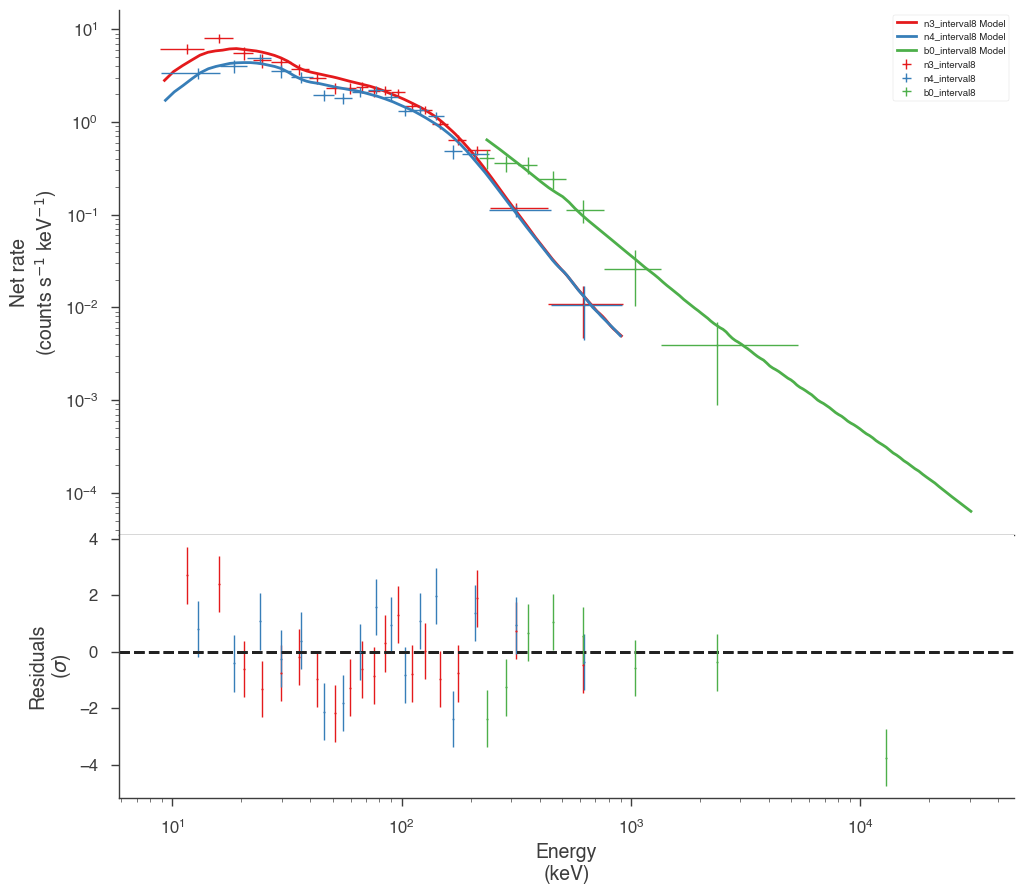 n3_interval8 Model
n4_interval8 Model
b0_interval8 Model
n3_interval8
n4_interval8
b0_interval8
Net rate
(counts s⁻¹ keV⁻¹)
10¹
10⁰
10⁻¹
10⁻²
10⁻³
10⁻⁴
Residuals
(σ)
4
2
0
−2
−4
10¹ 10² 10³ 10⁴
Energy
(keV)